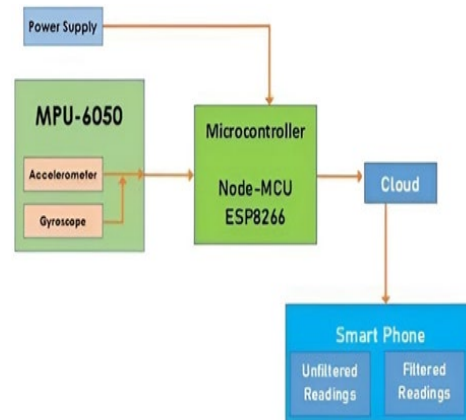 Power Supply
MPU-6050
Accelerometer
Gyroscope
Microcontroller
Node-MCU
ESP8266
Cloud
Smart Phone
Unfiltered
Readings
Filtered
Readings